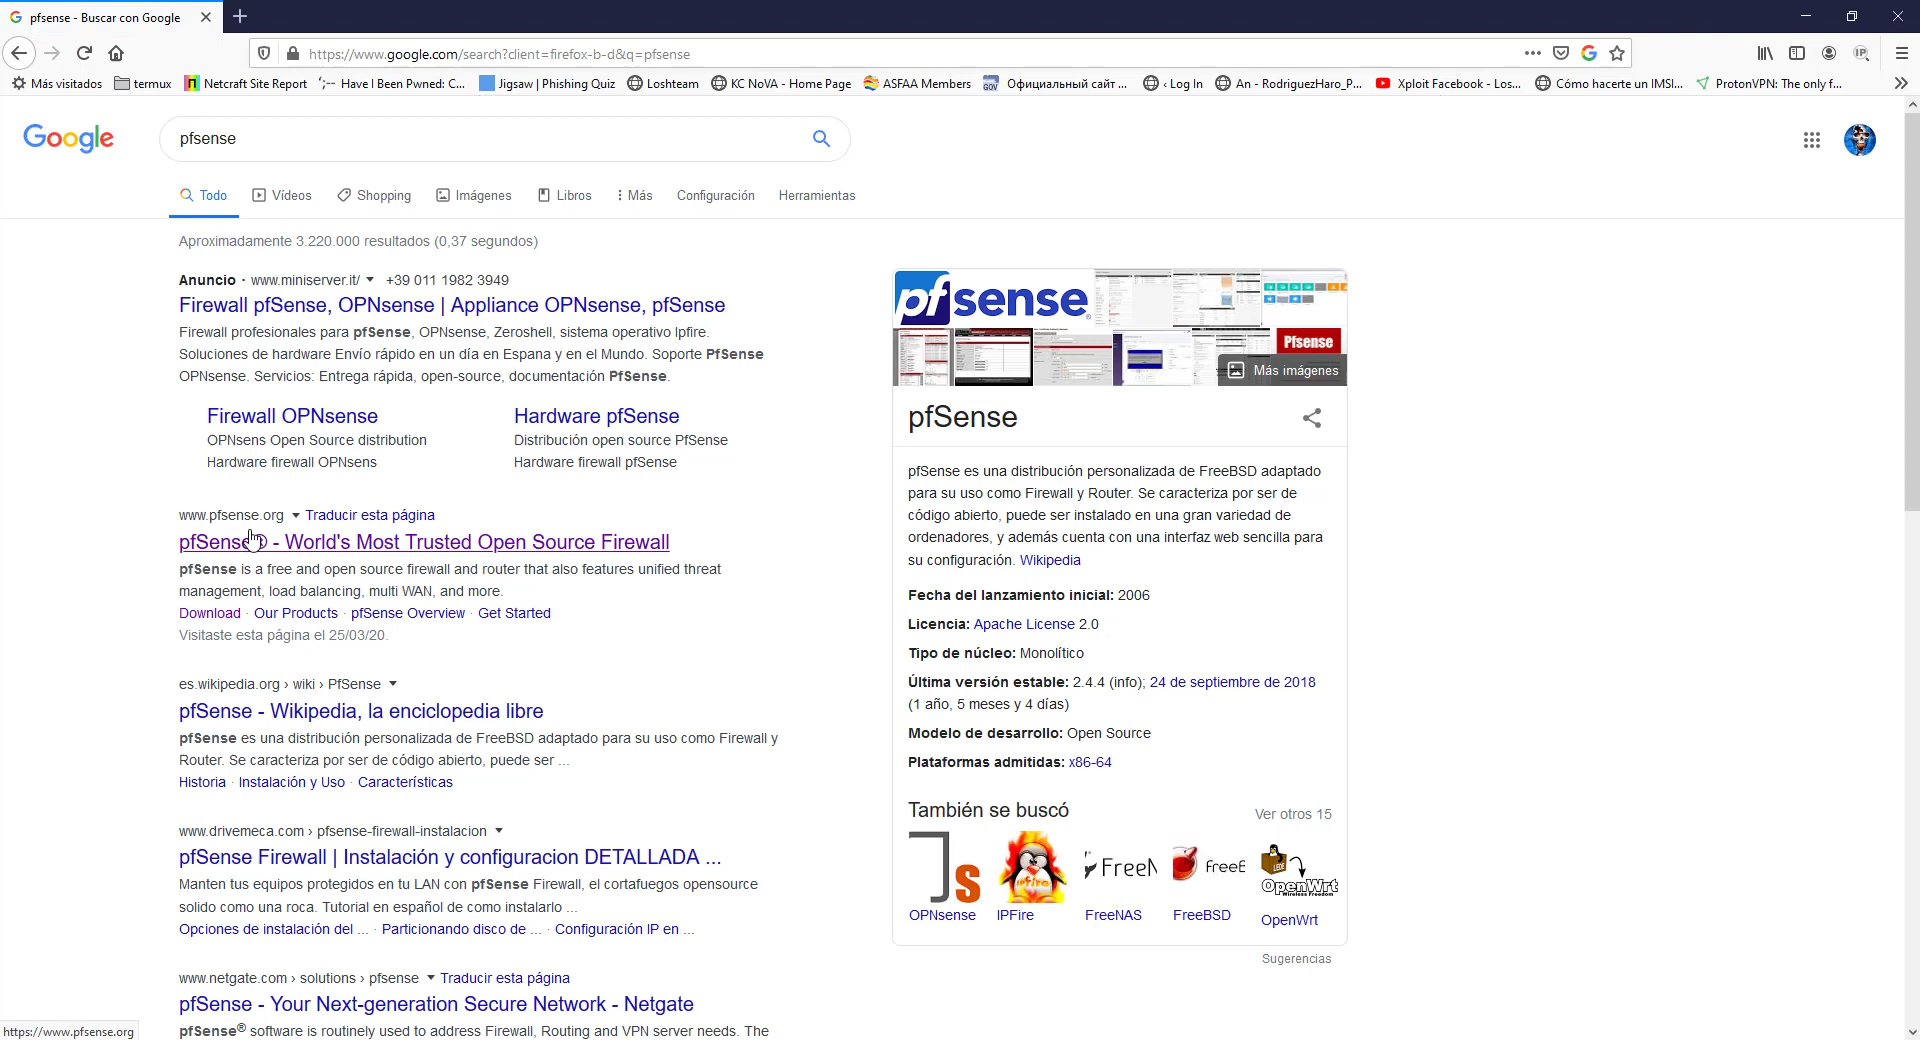 pfsense - Buscar con Google
https://www.google.com/search?client=firefox-b-d&q=pfsense
Más visitados termux Netcraft Site Report Have I Been Pwned: C... Jigsaw | Phishing Quiz Loshteam KC NoVA - Home Page ASFAA Members Официальный сайт ... ‹ Log In An - RodriguezHaro_P... Xploit Facebook - Los... Cómo hacerte un IMSI... ProtonVPN: The only f...
Google
pfsense
Todo Vídeos Shopping Imágenes Libros Más Configuración Herramientas
Aproximadamente 3.220.000 resultados (0,37 segundos)
Anuncio · www.miniserver.it/ +39 011 1982 3949
Firewall pfSense, OPNsense | Appliance OPNsense, pfSense
Firewall profesionales para pfSense, OPNsense, Zeroshell, sistema operativo Ipfire.
Soluciones de hardware Envío rápido en un día en Espana y en el Mundo. Soporte PfSense
OPNsense. Servicios: Entrega rápida, open-source, documentación PfSense.
Firewall OPNsense
OPNsens Open Source distribution
Hardware firewall OPNsens
Hardware pfSense
Distribución open source PfSense
Hardware firewall pfSense
www.pfsense.org Traducir esta página
pfSense® - World's Most Trusted Open Source Firewall
pfSense is a free and open source firewall and router that also features unified threat
management, load balancing, multi WAN, and more.
Download · Our Products · pfSense Overview · Get Started
Visitaste esta página el 25/03/20.
es.wikipedia.org › wiki › PfSense
pfSense - Wikipedia, la enciclopedia libre
pfSense es una distribución personalizada de FreeBSD adaptado para su uso como Firewall y
Router. Se caracteriza por ser de código abierto, puede ser ...
Historia · Instalación y Uso · Características
www.drivemeca.com › pfsense-firewall-instalacion
pfSense Firewall | Instalación y configuracion DETALLADA ...
Manten tus equipos protegidos en tu LAN con pfSense Firewall, el cortafuegos opensource
solido como una roca. Tutorial en español de como instalarlo ...
Opciones de instalación del ... · Particionando disco de ... · Configuración IP en ...
www.netgate.com › solutions › pfsense Traducir esta página
pfSense - Your Next-generation Secure Network - Netgate
pfSense® software is routinely used to address Firewall, Routing and VPN server needs. The
https://www.pfsense.org
pfsense®
Pfsense
Más imágenes
pfSense
pfSense es una distribución personalizada de FreeBSD adaptado
para su uso como Firewall y Router. Se caracteriza por ser de
código abierto, puede ser instalado en una gran variedad de
ordenadores, y además cuenta con una interfaz web sencilla para
su configuración. Wikipedia
Fecha del lanzamiento inicial: 2006
Licencia: Apache License 2.0
Tipo de núcleo: Monolítico
Última versión estable: 2.4.4 (info); 24 de septiembre de 2018
(1 año, 5 meses y 4 días)
Modelo de desarrollo: Open Source
Plataformas admitidas: x86-64
También se buscó
Ver otros 15
OPNsense IPFire FreeNAS FreeBSD OpenWrt
Sugerencias